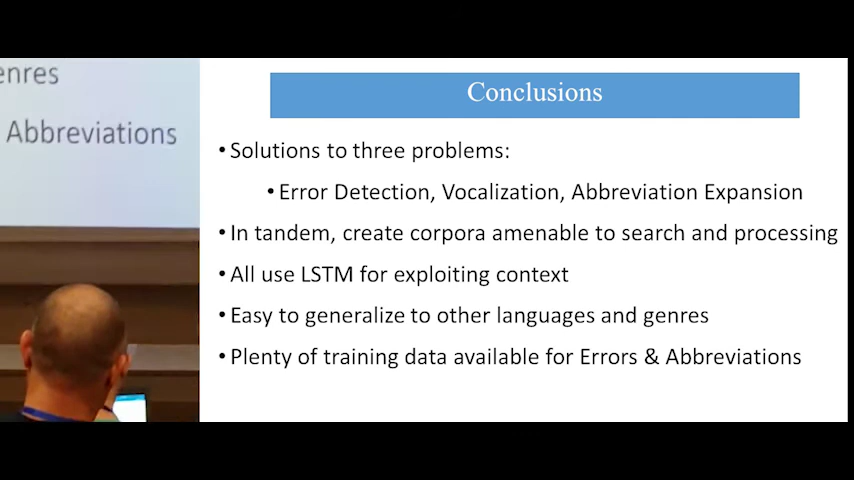 enres
Abbreviations
Conclusions
• Solutions to three problems:
• Error Detection, Vocalization, Abbreviation Expansion
• In tandem, create corpora amenable to search and processing
• All use LSTM for exploiting context
• Easy to generalize to other languages and genres
• Plenty of training data available for Errors & Abbreviations